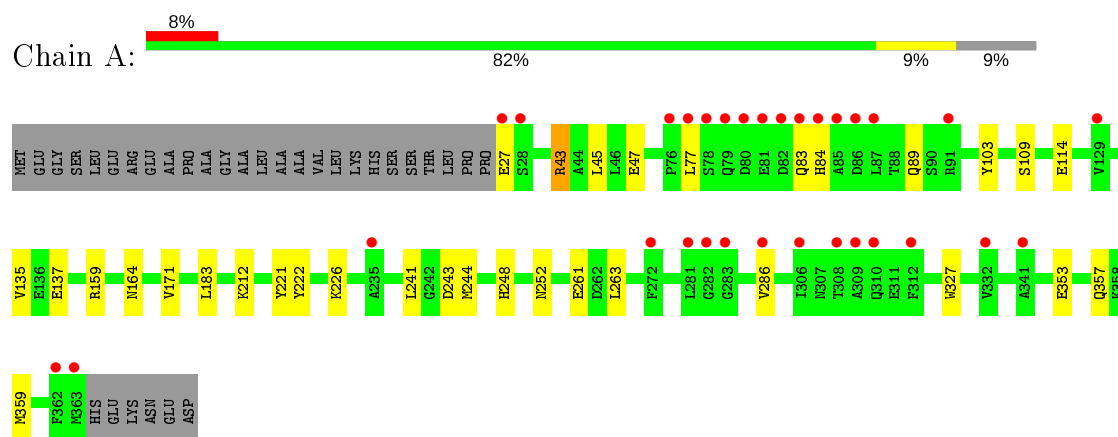 8%
Chain A:
82% 9% 9%
MET GLU GLY SER LEU GLU ARG GLU ALA PRO ALA GLY ALA LEU ALA ALA VAL LEU LYS HIS SER SER THR LEU PRO PRO E27 S28 R43 A44 L45 L46 E47 P76 L77 S78 Q79 D80 E81 D82 Q83 H84 A85 D86 L87 T88 Q89 S90 R91 Y103 S109 E114 V129
V135 E136 E137 R159 N164 V171 L183 K212 Y221 Y222 K226 A235 L241 G242 D243 M244 H248 N252 E261 D262 L263 F272 L281 G282 G283 V286 I306 N307 T308 A309 Q310 E311 F312 W327 V332 A341 E353 Q357 K358
M359 F362 M363 HIS GLU LYS ASN GLU ASP